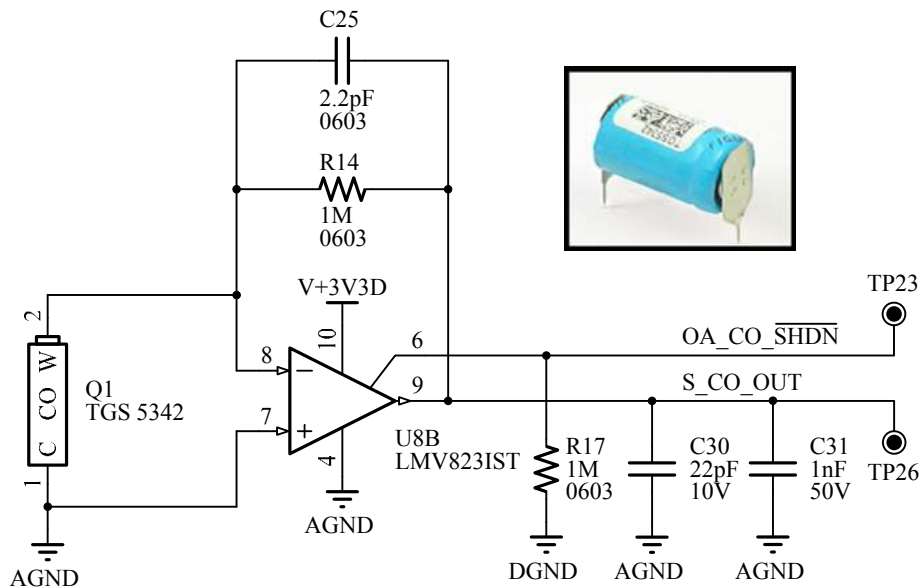 C25
2.2pF
0603
R14
1M
0603
V+3V3D
TP23
2
10
6
OA_CO_SHDN
8
9
S_CO_OUT
C CO W
Q1
TGS 5342
7
U8B
LMV823IST
4
R17
1M
0603
C30
22pF
10V
C31
1nF
50V
TP26
1
AGND
AGND
DGND
AGND
AGND
TGS5342
FIGA